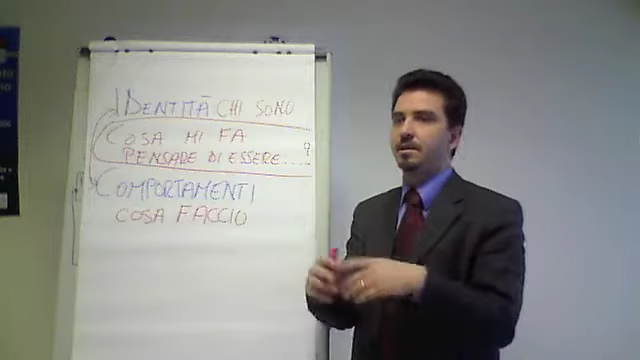 IDENTITÀ CHI SONO
COSA MI FA
PENSARE DI ESSERE....?
COMPORTAMENTI
COSA FACCIO